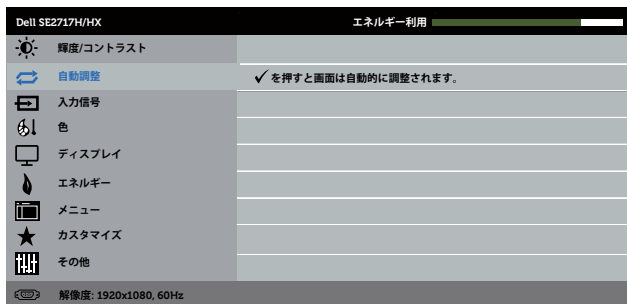 Dell SE2717H/HX エネルギー利用
輝度/コントラスト
自動調整 ✓を押すと画面は自動的に調整されます。
入力信号
色
ディスプレイ
エネルギー
メニュー
カスタマイズ
その他
解像度: 1920x1080, 60Hz